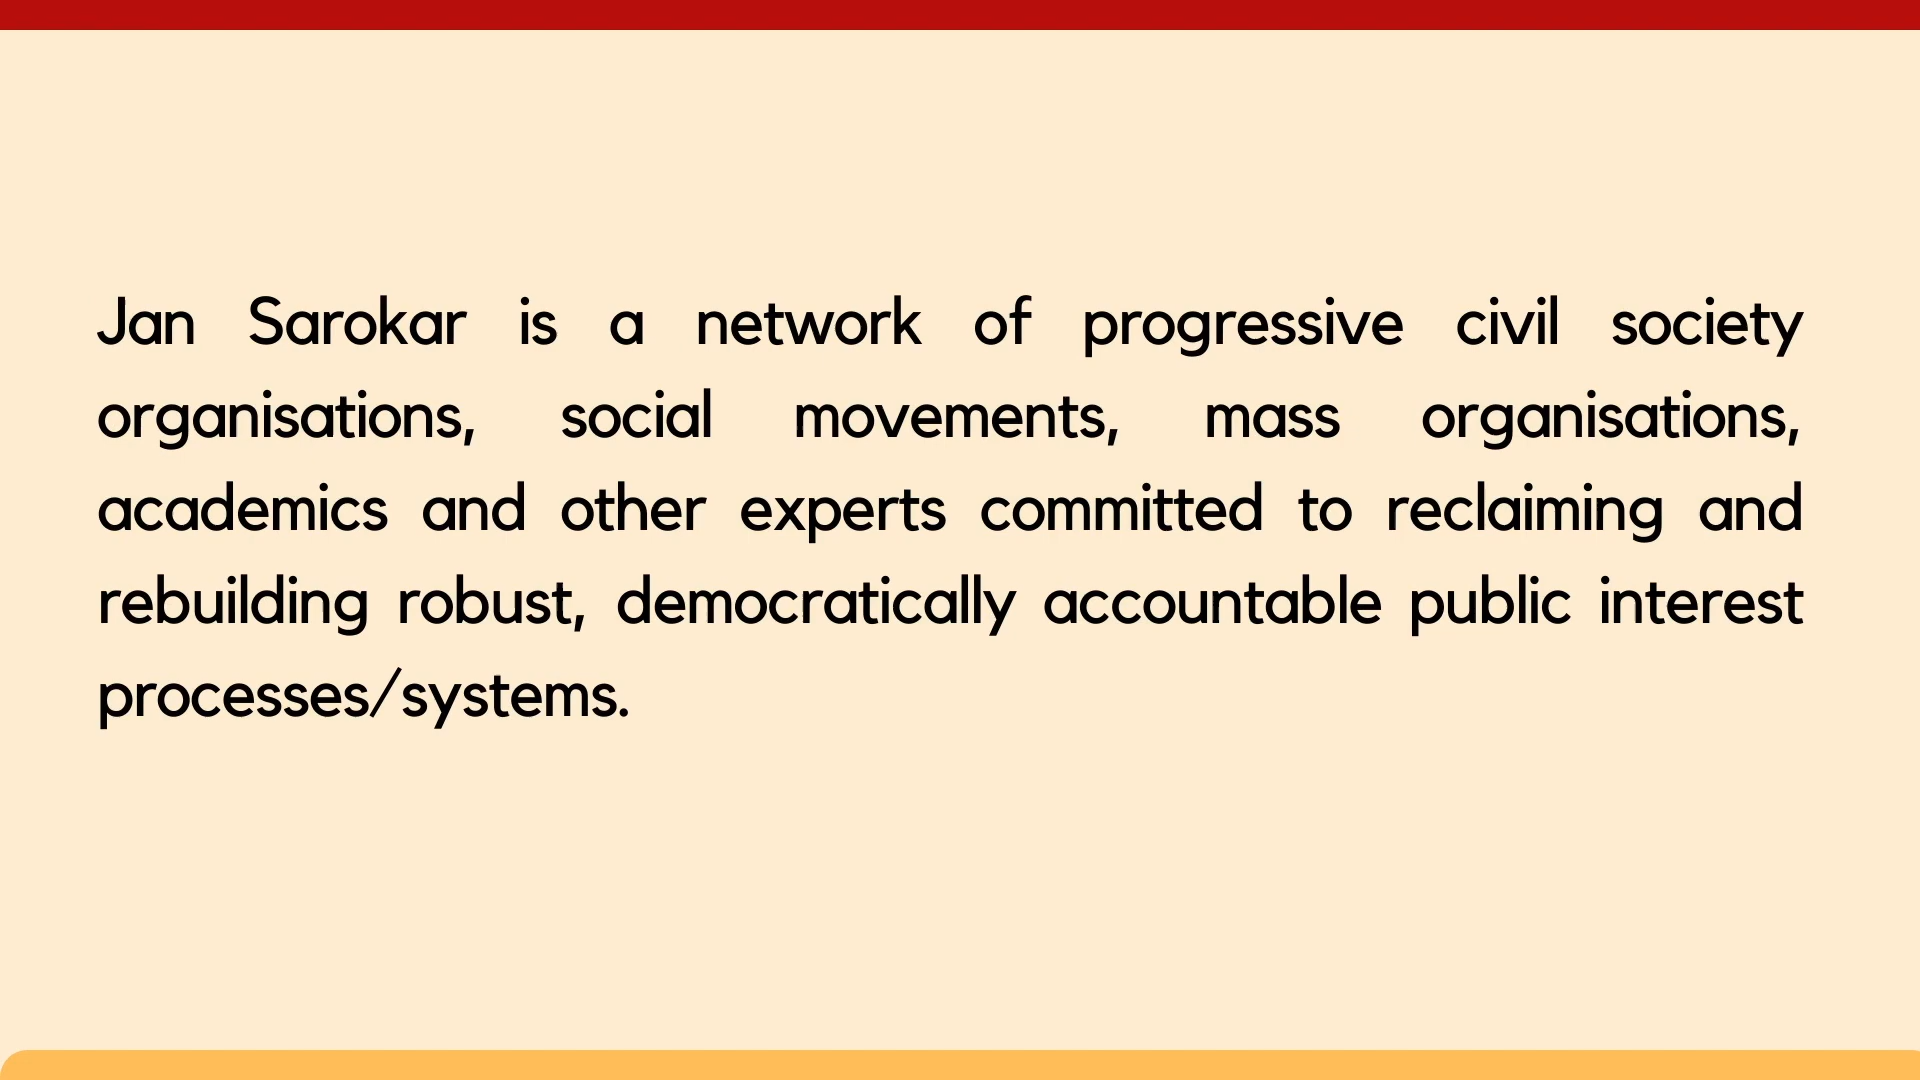 Jan Sarokar is a network of progressive civil society
organisations, social movements, mass organisations,
academics and other experts committed to reclaiming and
rebuilding robust, democratically accountable public interest
processes/systems.